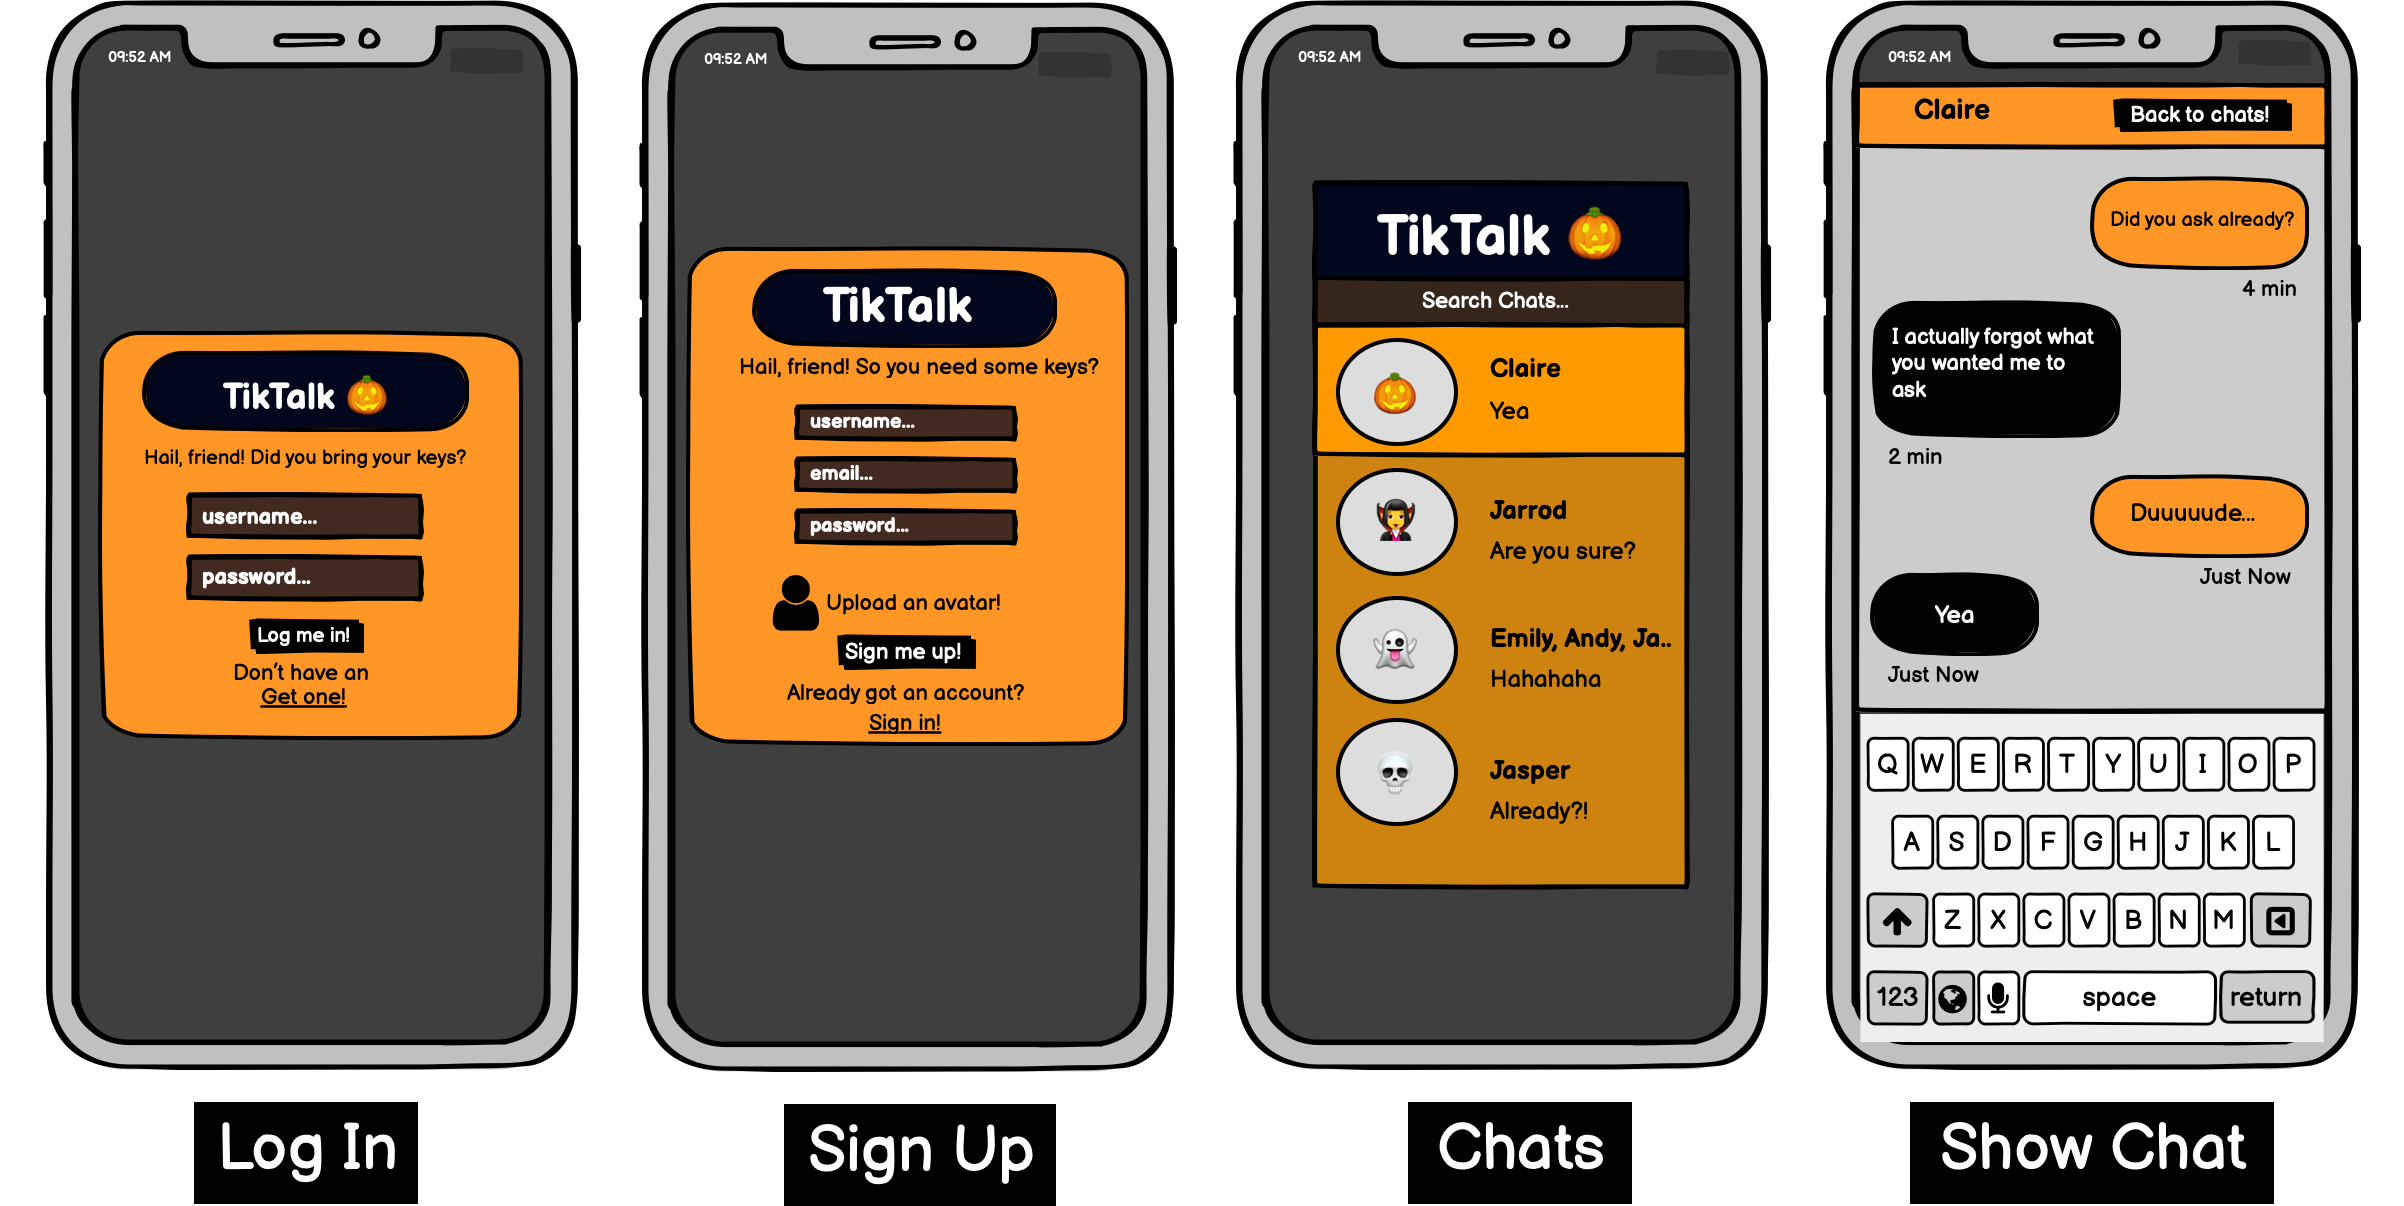 09:52 AM
TikTalk 🎃
Hail, friend! Did you bring your keys?
username...
password...
Log me in!
Don't have an
Get one!
Log In
09:52 AM
TikTalk
Hail, friend! So you need some keys?
username...
email...
password...
Upload an avatar!
Sign me up!
Already got an account?
Sign in!
Sign Up
09:52 AM
TikTalk 🎃
Search Chats...
Claire
Yea
Jarrod
Are you sure?
Emily, Andy, Ja..
Hahahaha
Jasper
Already?!
Chats
09:52 AM
Claire
Back to chats!
Did you ask already?
4 min
I actually forgot what
you wanted me to
ask
2 min
Duuuuude...
Just Now
Yea
Just Now
Q W E R T Y U I O P
A S D F G H J K L
Z X C V B N M
123 space return
Show Chat